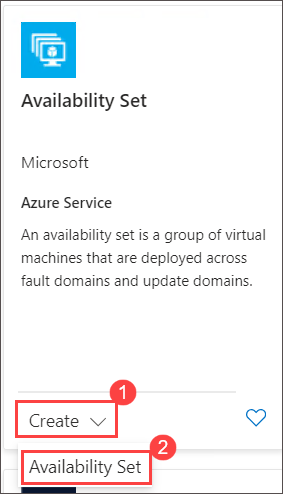 Availability Set
Microsoft
Azure Service
An availability set is a group of virtual
machines that are deployed across
fault domains and update domains.
1
Create
2
Availability Set